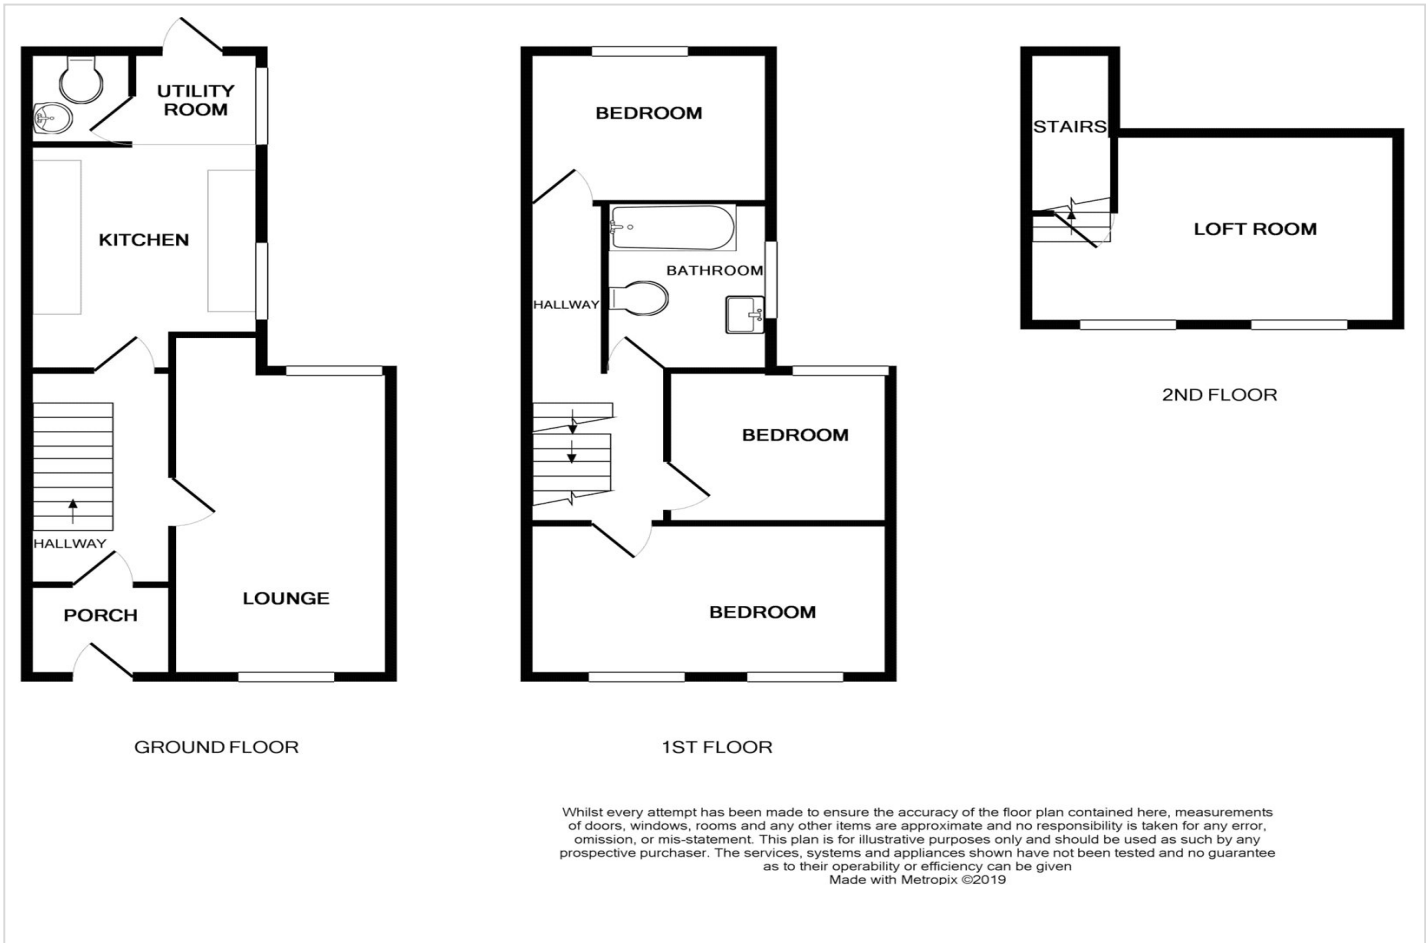 UTILITY
ROOM
KITCHEN
HALLWAY
PORCH
LOUNGE
GROUND FLOOR
BEDROOM
BATHROOM
HALLWAY
BEDROOM
BEDROOM
1ST FLOOR
STAIRS
LOFT ROOM
2ND FLOOR
Whilst every attempt has been made to ensure the accuracy of the floor plan contained here, measurements
of doors, windows, rooms and any other items are approximate and no responsibility is taken for any error,
omission, or mis-statement. This plan is for illustrative purposes only and should be used as such by any
prospective purchaser. The services, systems and appliances shown have not been tested and no guarantee
as to their operability or efficiency can be given
Made with Metropix ©2019